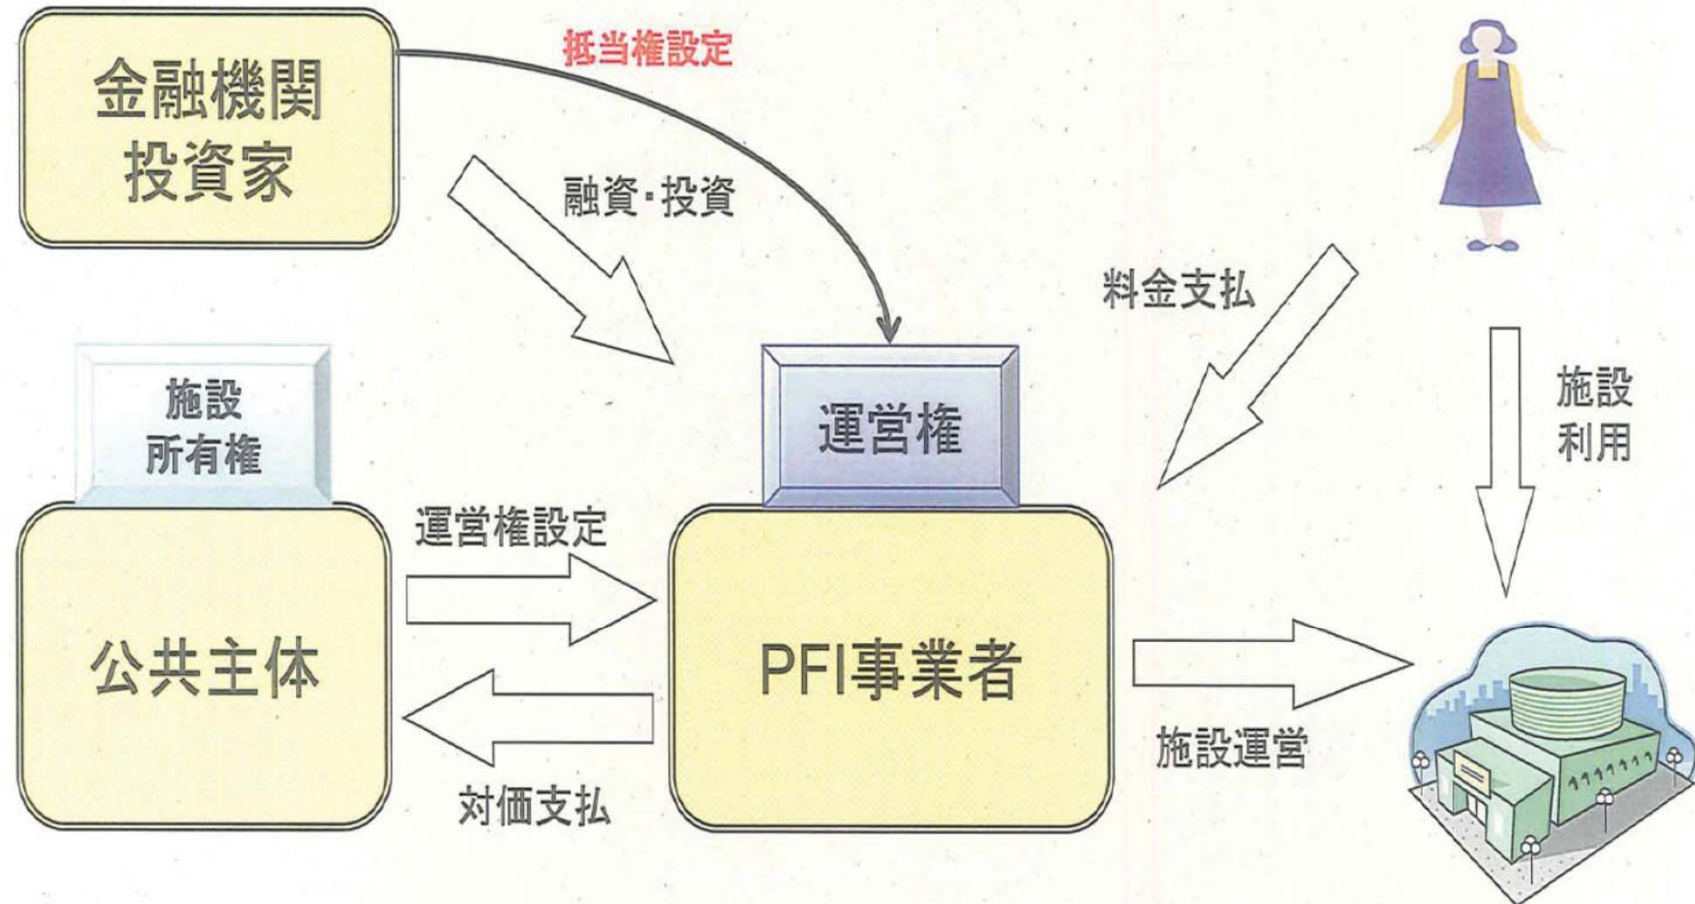 抵当権設定
金融機関
投資家
融資・投資
料金支払
施設
所有権
運営権
施設
利用
運営権設定
公共主体
PFI事業者
対価支払
施設運営